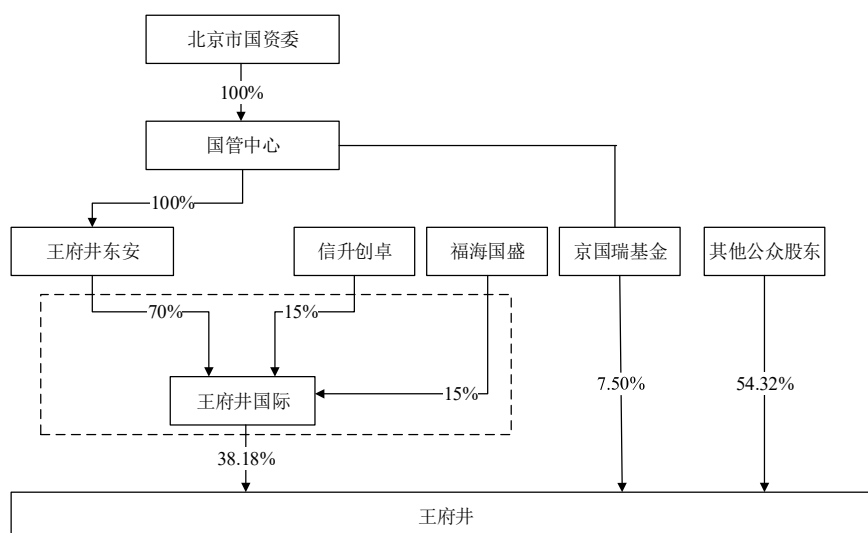 北京市国资委
100%
国管中心
100%
王府井东安
信升创卓
福海国盛
京国瑞基金
其他公众股东
70%
15%
7.50%
54.32%
王府井国际
15%
38.18%
王府井